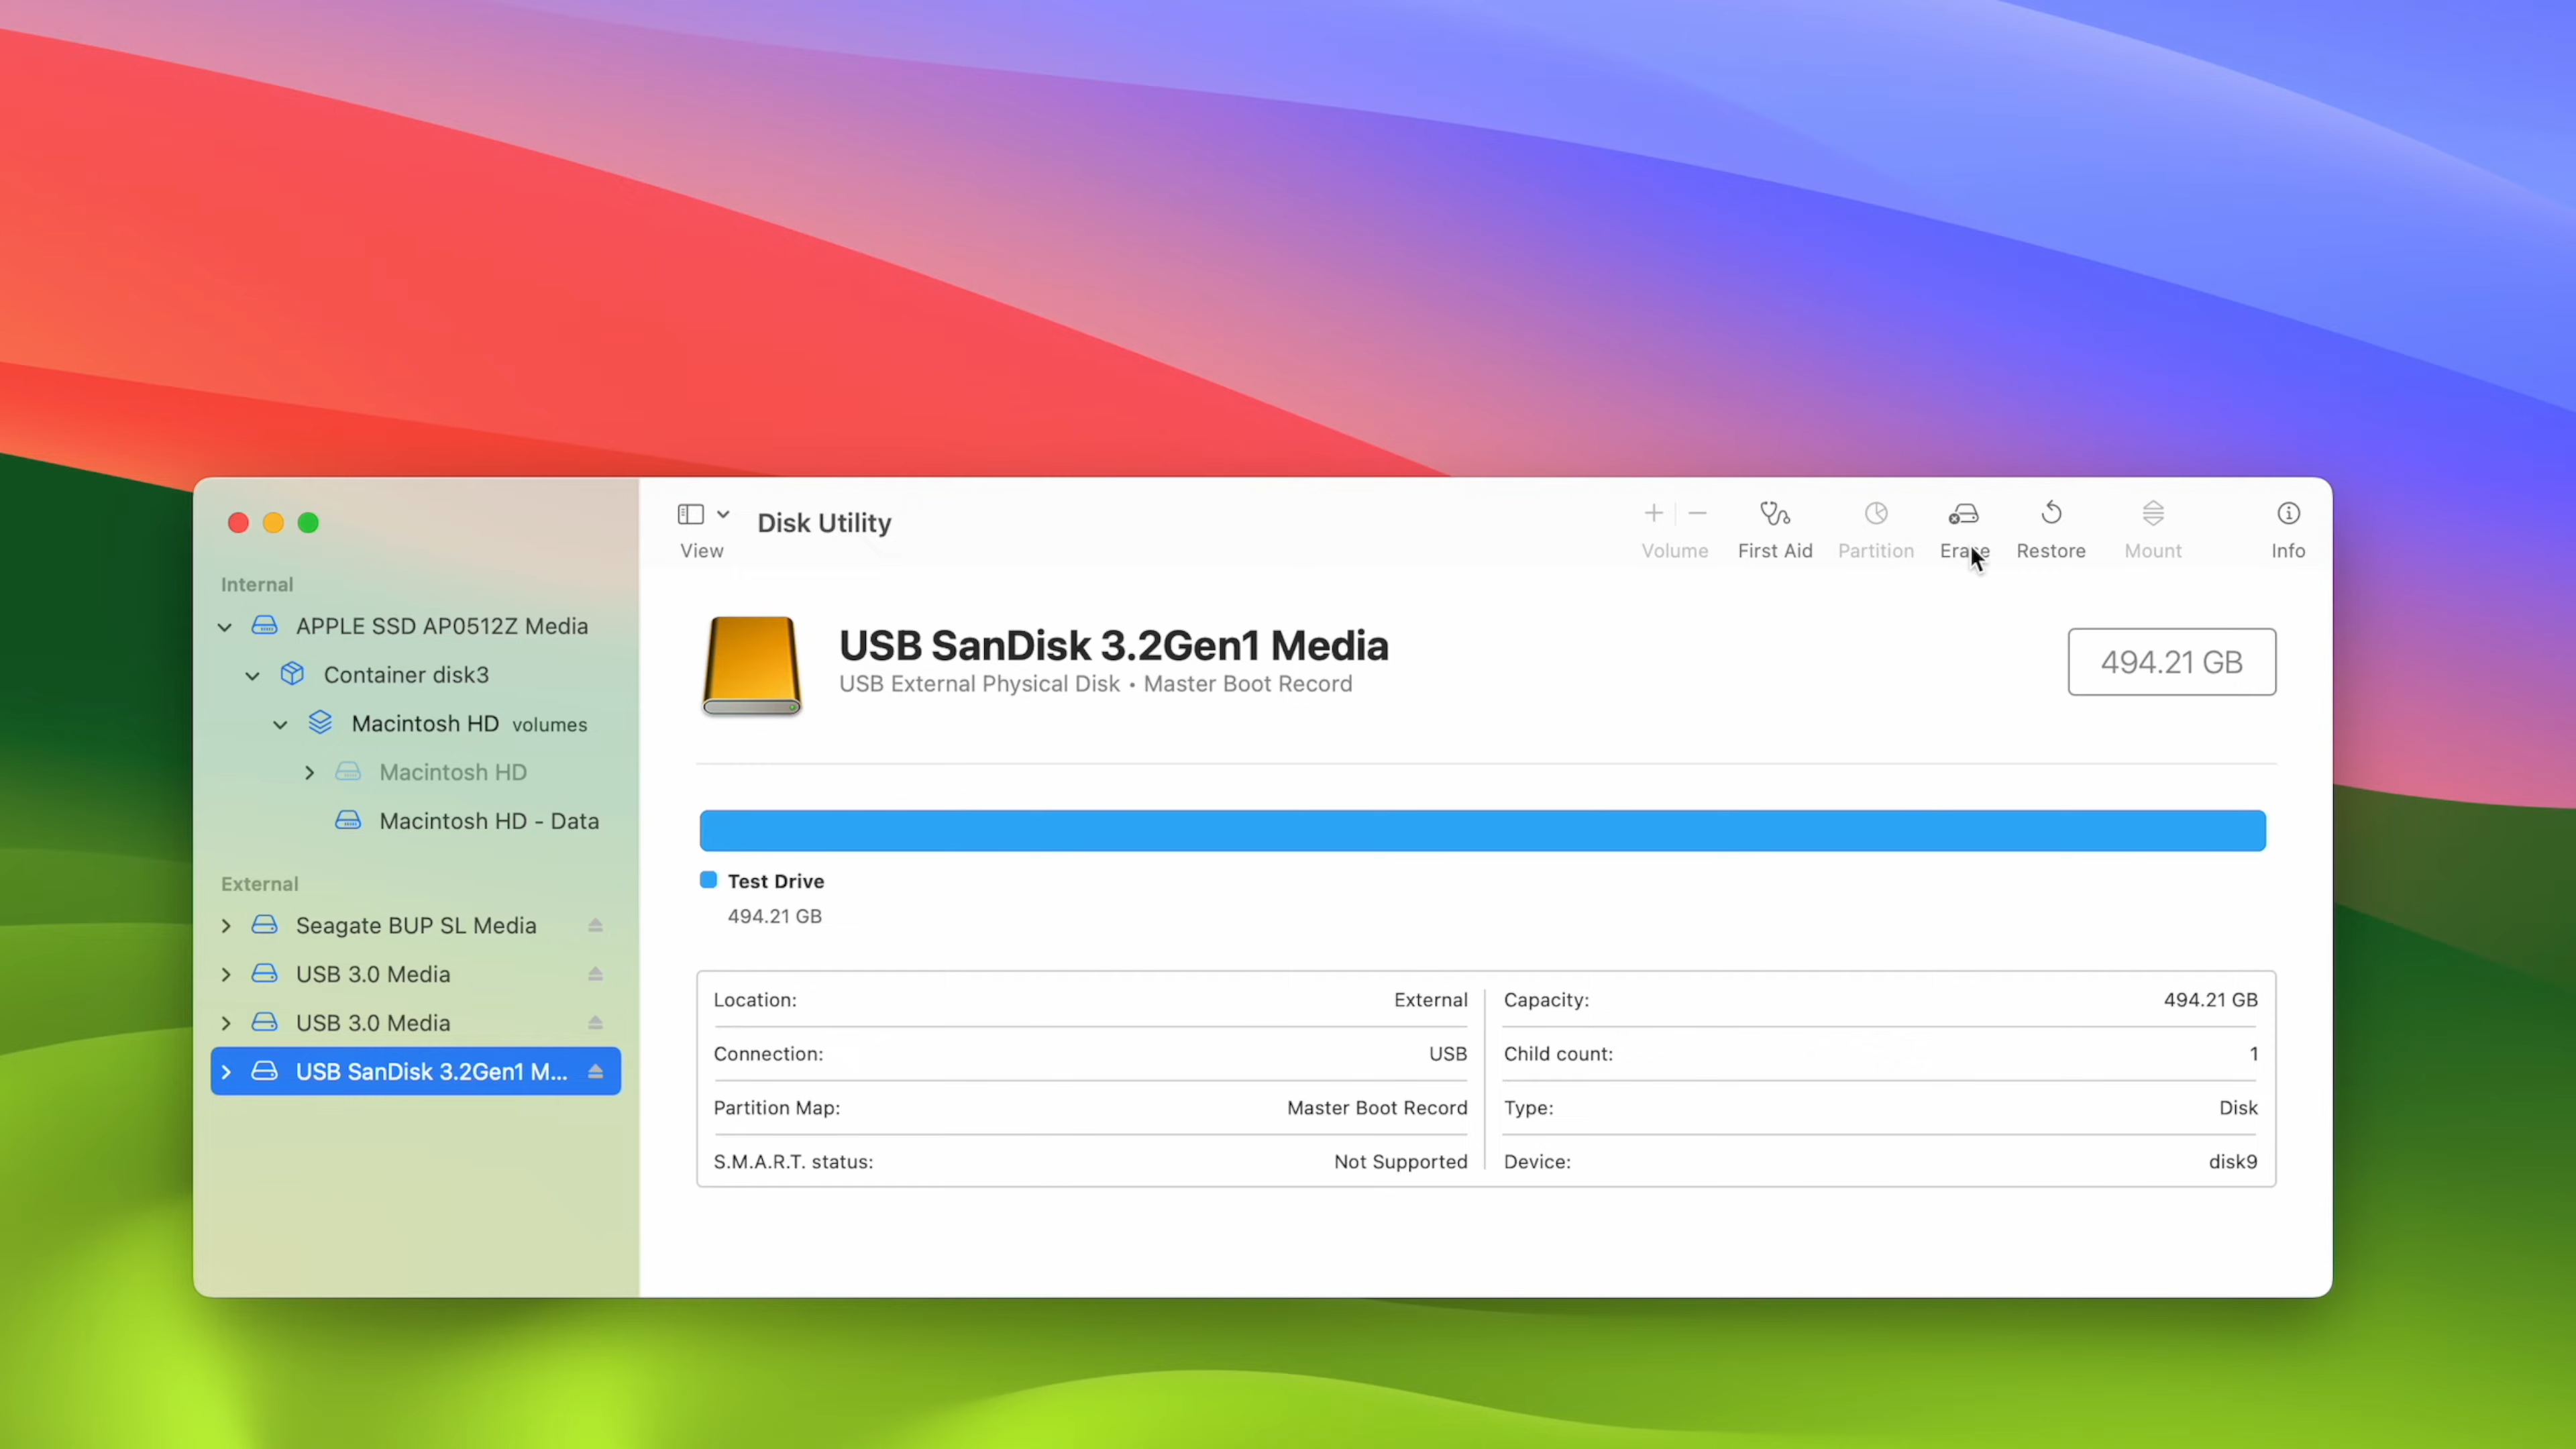 Disk Utility
View
Volume
First Aid
Partition
Erase
Restore
Mount
Info
Internal
APPLE SSD AP0512Z Media
Container disk3
Macintosh HD volumes
Macintosh HD
Macintosh HD - Data
External
Seagate BUP SL Media
USB 3.0 Media
USB 3.0 Media
USB SanDisk 3.2Gen1 M...
USB SanDisk 3.2Gen1 Media
USB External Physical Disk • Master Boot Record
494.21 GB
Test Drive
494.21 GB
Location: External
Connection: USB
Partition Map: Master Boot Record
S.M.A.R.T. status: Not Supported
Capacity: 494.21 GB
Child count: 1
Type: Disk
Device: disk9